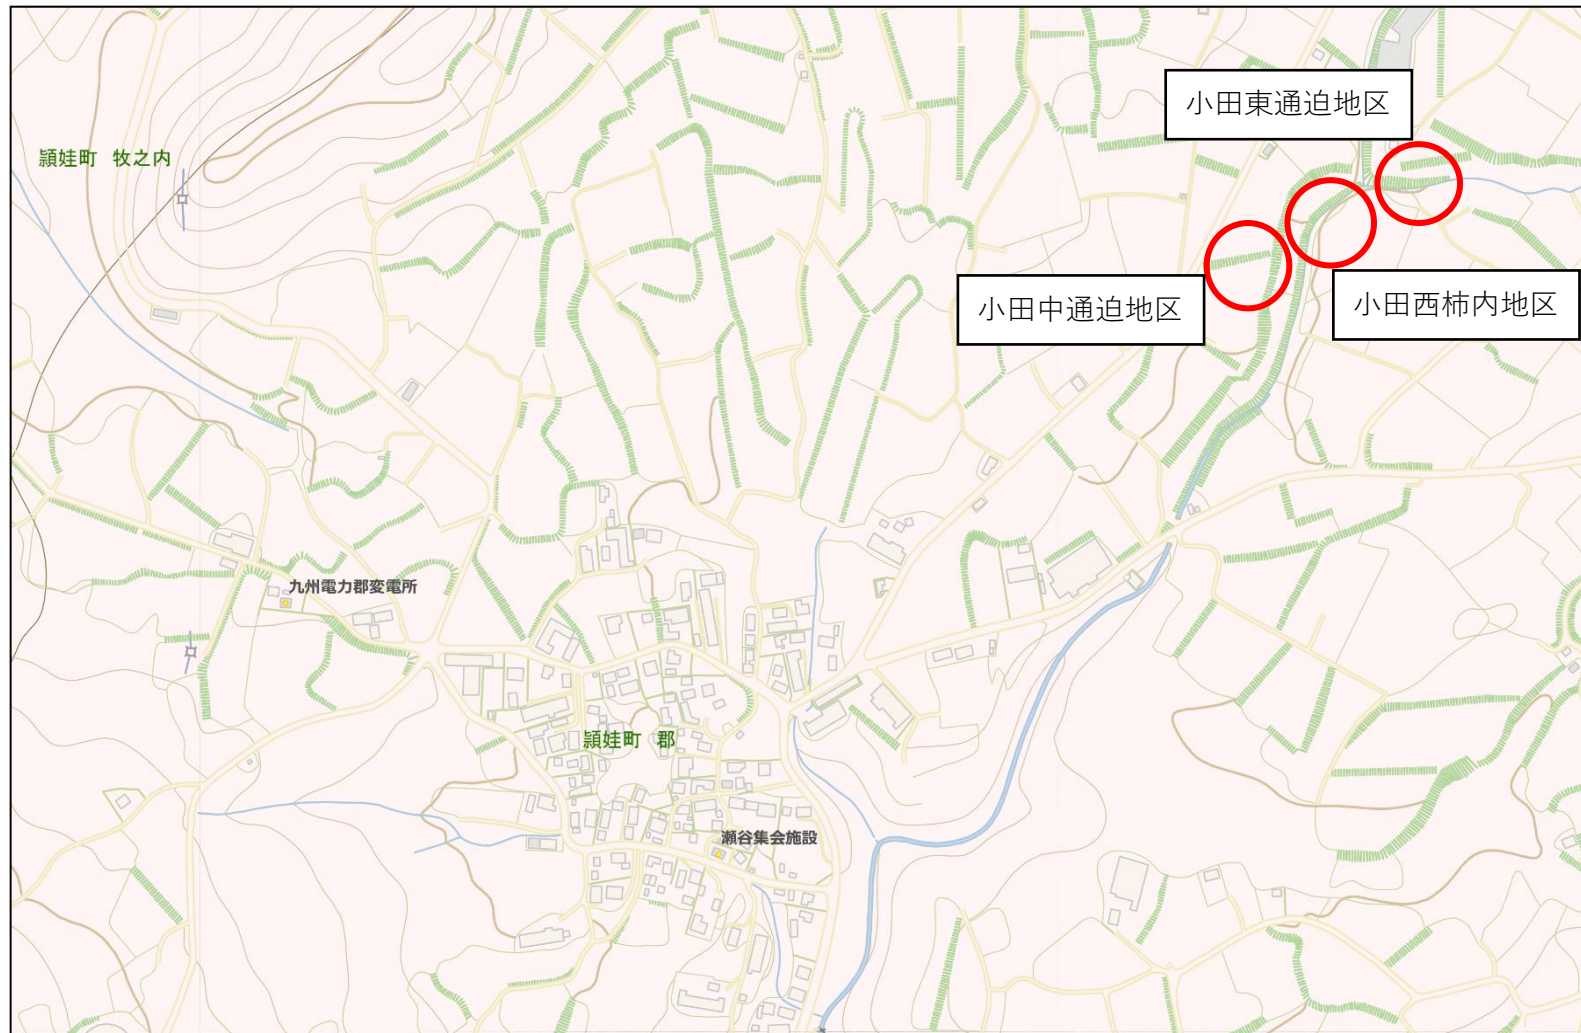 小田東通迫地区
頴娃町 牧之内
小田中通迫地区
小田西柿内地区
九州電力郡変電所
頴娃町 郡
瀬谷集会施設